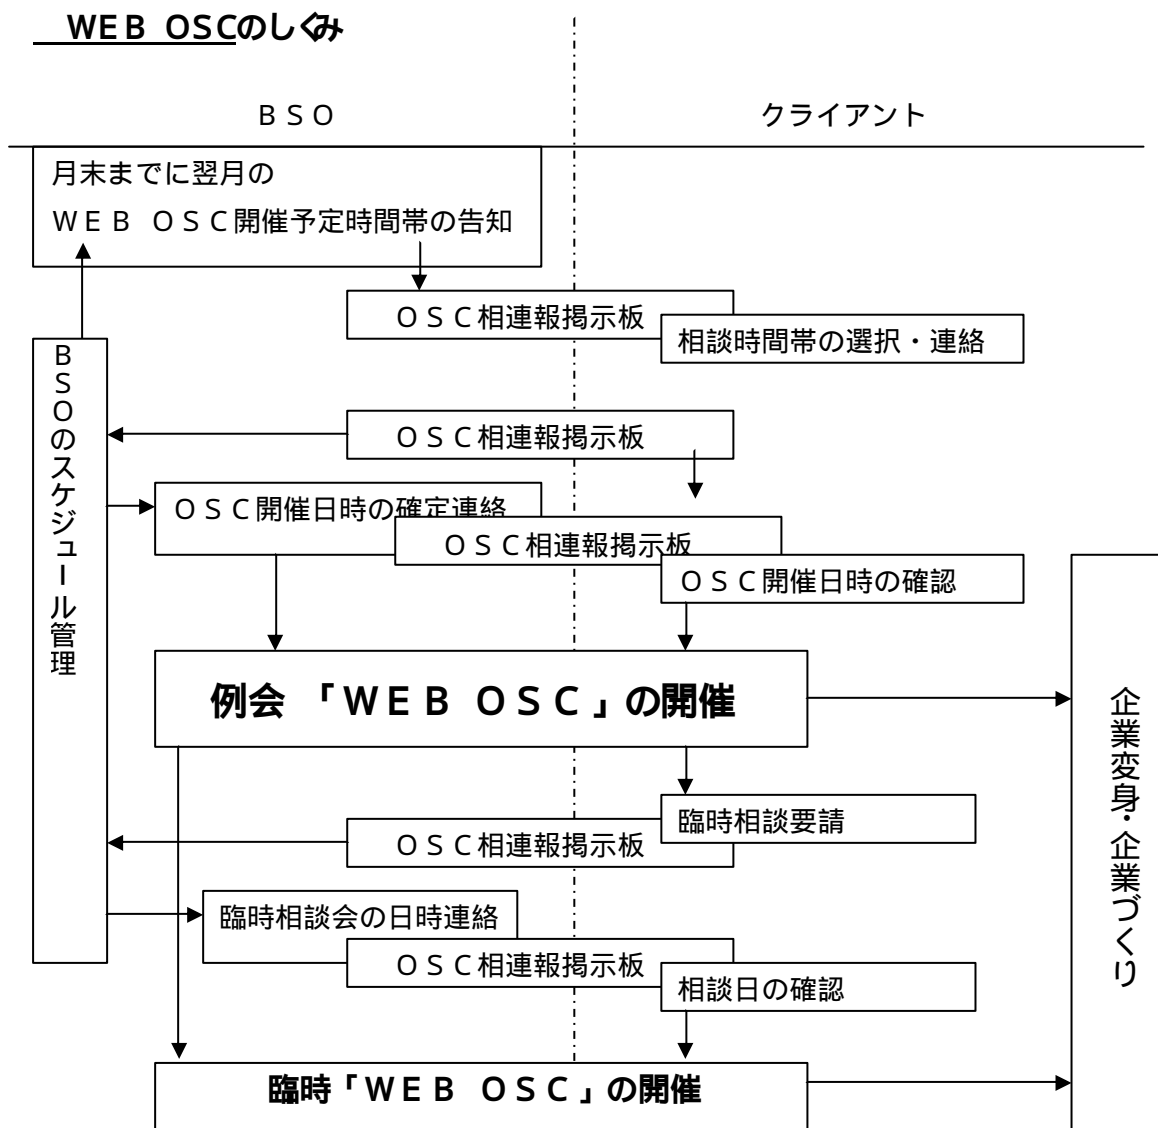 WEB OSCのしくみ
BSO
クライアント
月末までに翌月の
WEB OSC開催予定時間帯の告知
OSC相連報掲示板
相談時間帯の選択・連絡
BSOのスケジュール管理
OSC相連報掲示板
OSC開催日時の確定連絡
OSC相連報掲示板
OSC開催日時の確認
例会 「WEB OSC」の開催
企業変身・企業づくり
臨時相談要請
OSC相連報掲示板
臨時相談会の日時連絡
OSC相連報掲示板
相談日の確認
臨時「WEB OSC」の開催